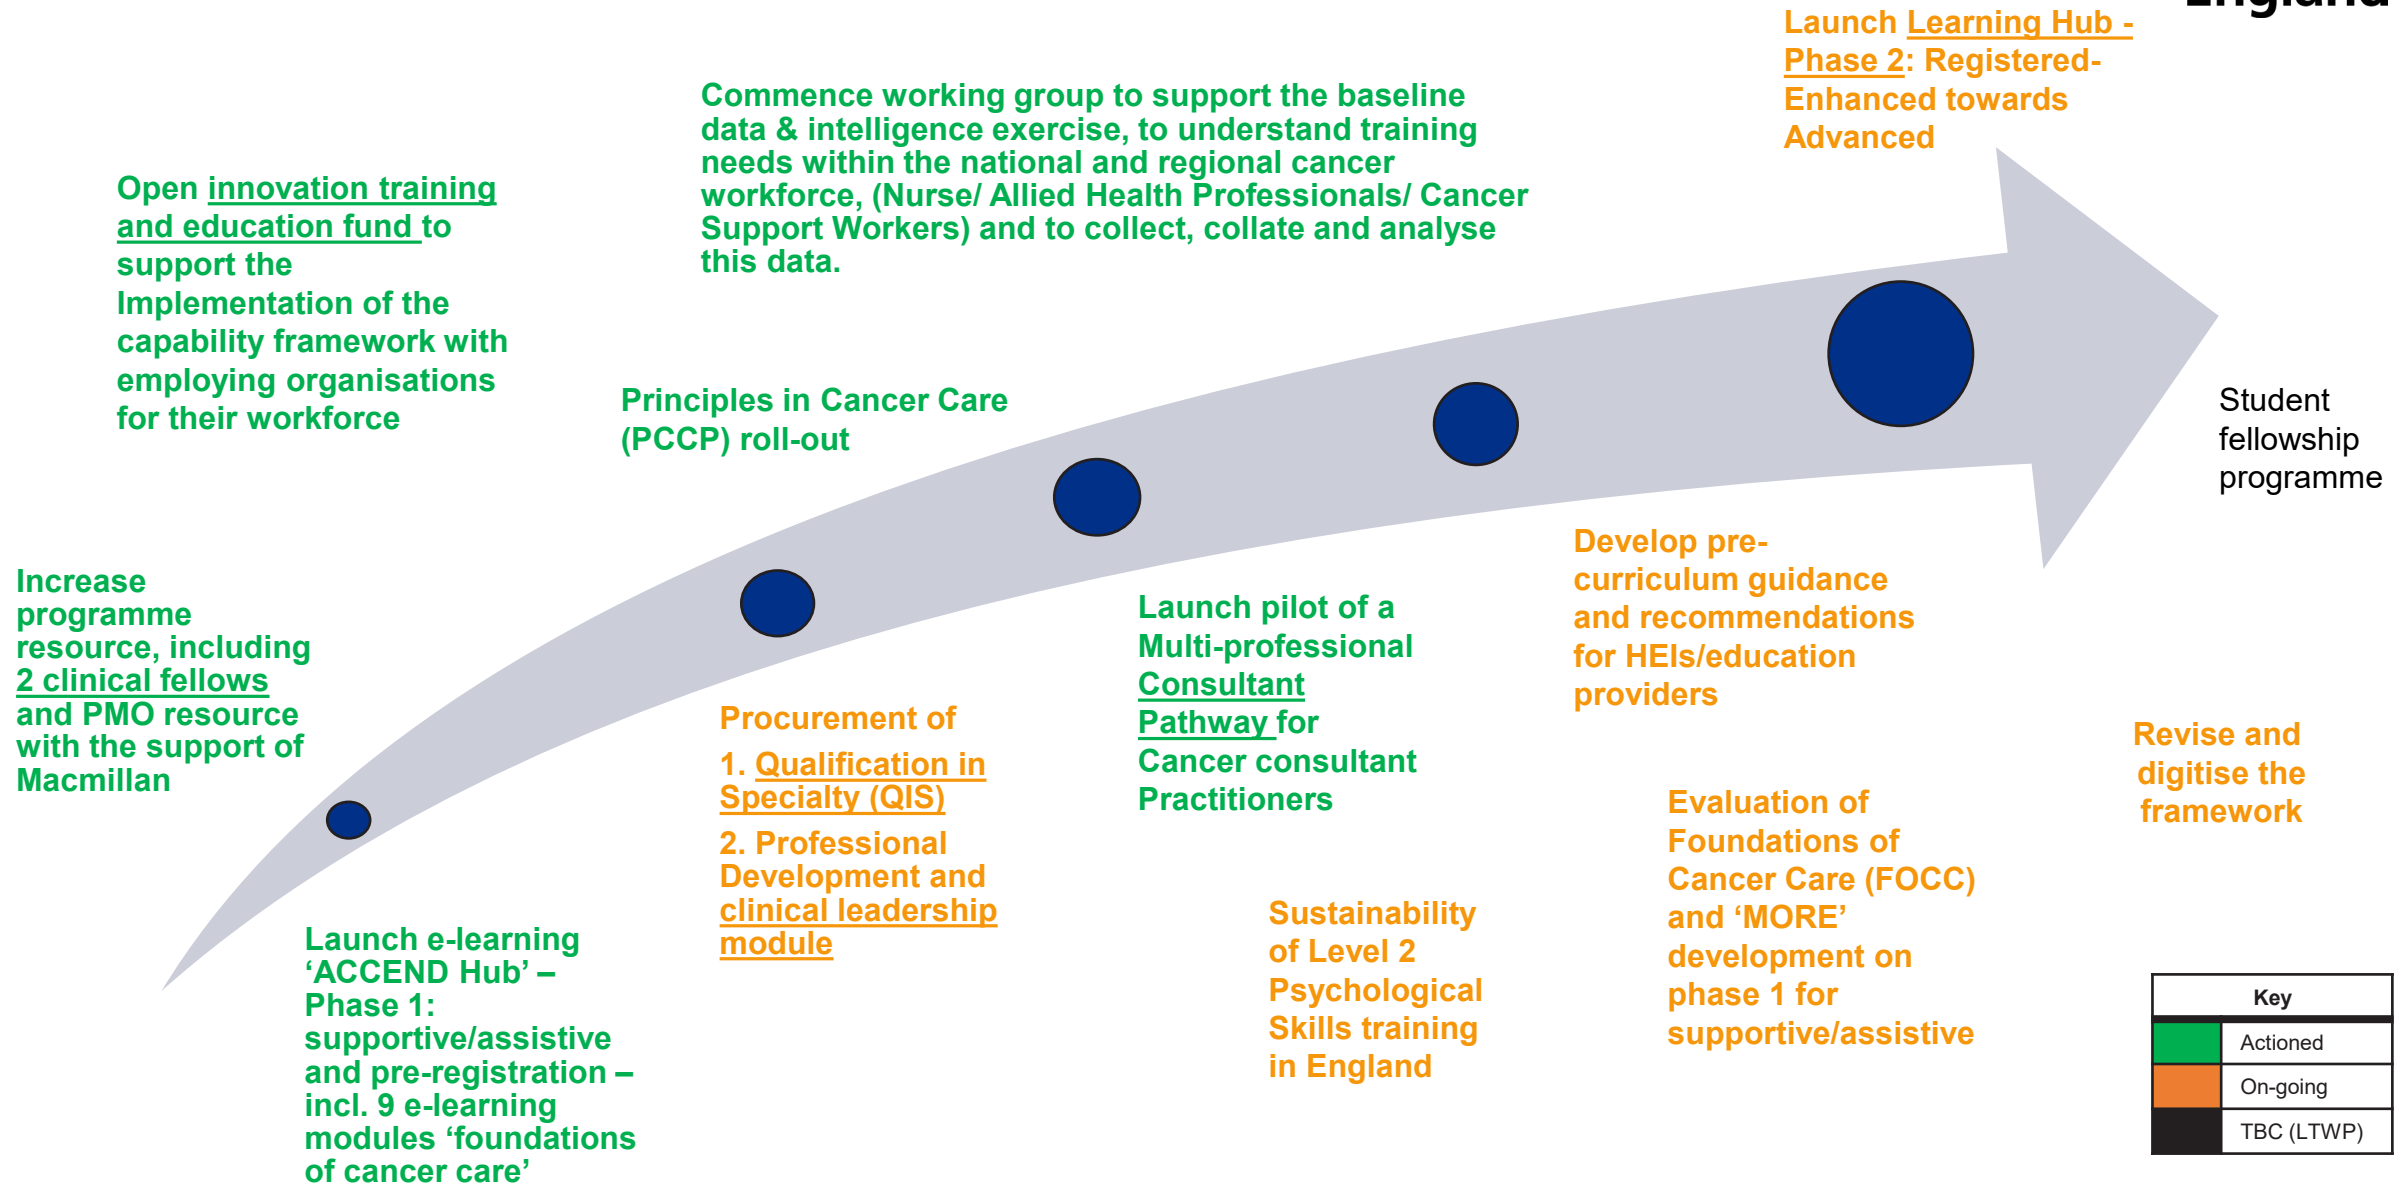 England
Launch Learning Hub -
Phase 2: Registered-
Enhanced towards
Advanced
Commence working group to support the baseline
data & intelligence exercise, to understand training
needs within the national and regional cancer
workforce, (Nurse/ Allied Health Professionals/ Cancer
Support Workers) and to collect, collate and analyse
this data.
Open innovation training
and education fund to
support the
Implementation of the
capability framework with
employing organisations
for their workforce
Principles in Cancer Care
(PCCP) roll-out
Student
fellowship
programme
Increase
programme
resource, including
2 clinical fellows
and PMO resource
with the support of
Macmillan
Develop pre-
curriculum guidance
and recommendations
for HEIs/education
providers
Launch pilot of a
Multi-professional
Consultant
Pathway for
Cancer consultant
Practitioners
Procurement of
1. Qualification in
Specialty (QIS)
2. Professional
Development and
clinical leadership
module
Revise and
digitise the
framework
Evaluation of
Foundations of
Cancer Care (FOCC)
and ‘MORE’
development on
phase 1 for
supportive/assistive
Sustainability
of Level 2
Psychological
Skills training
in England
Launch e-learning
‘ACCEND Hub’ –
Phase 1:
supportive/assistive
and pre-registration –
incl. 9 e-learning
modules ‘foundations
of cancer care’
Key
Actioned
On-going
TBC (LTWP)